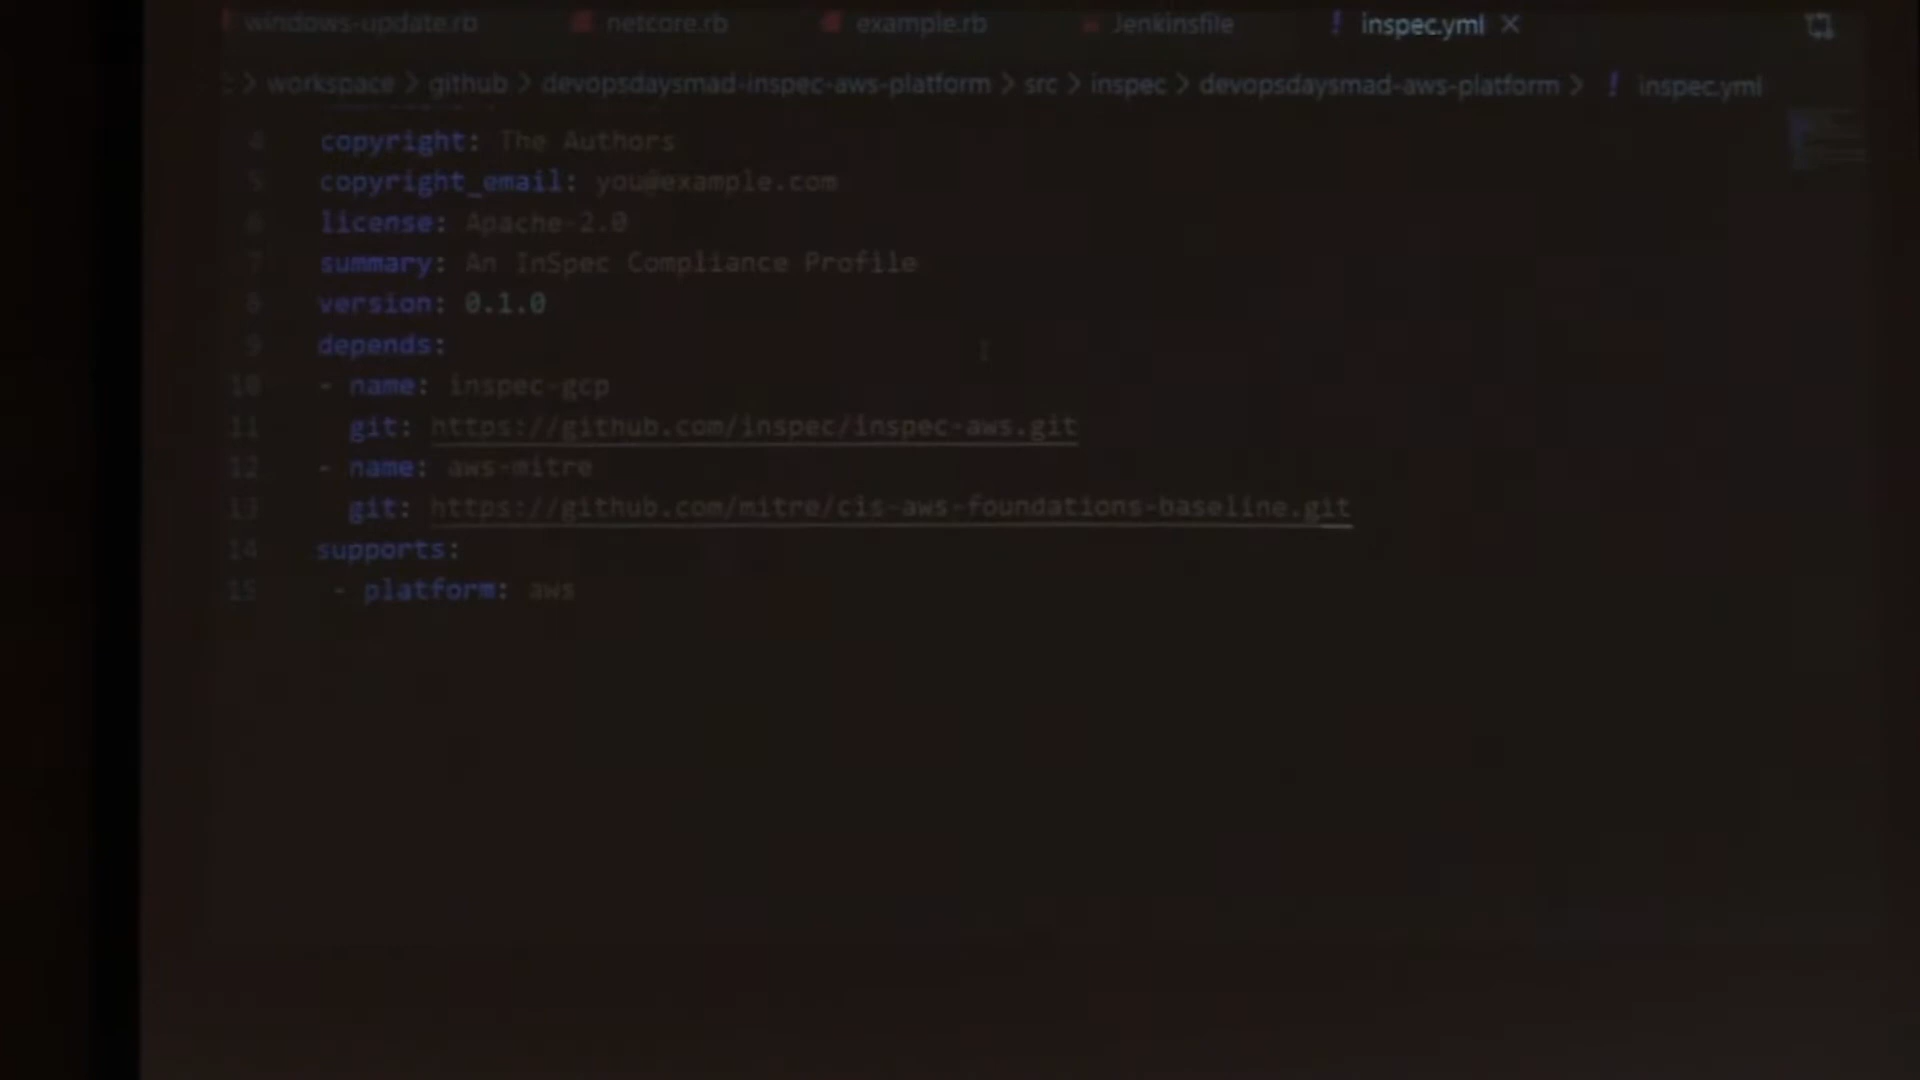 windows-update.rb netcore.rb example.rb Jenkinsfile ! inspec.yml ×
> workspace > github > devopsdaysmad-inspec-aws-platform > src > inspec > devopsdaysmad-aws-platform > ! inspec.yml
4 copyright: The Authors
5 copyright_email: you@example.com
6 license: Apache-2.0
7 summary: An InSpec Compliance Profile
8 version: 0.1.0
9 depends:
10 - name: inspec-gcp
11 git: https://github.com/inspec/inspec-aws.git
12 - name: aws-mitre
13 git: https://github.com/mitre/cis-aws-foundations-baseline.git
14 supports:
15 - platform: aws